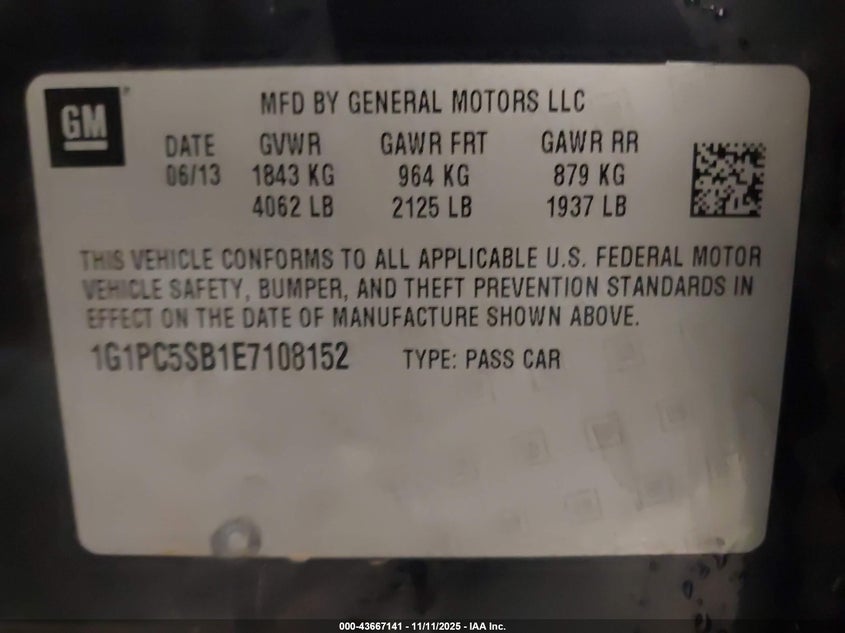 GM®
MFD BY GENERAL MOTORS LLC
DATE GVWR GAWR FRT GAWR RR
06/13 1843 KG 964 KG 879 KG
4062 LB 2125 LB 1937 LB
THIS VEHICLE CONFORMS TO ALL APPLICABLE U.S. FEDERAL MOTOR
VEHICLE SAFETY, BUMPER, AND THEFT PREVENTION STANDARDS IN
EFFECT ON THE DATE OF MANUFACTURE SHOWN ABOVE.
1G1PC5SB1E7108152 TYPE: PASS CAR
000-43667141 - 11/11/2025 - IAA Inc.